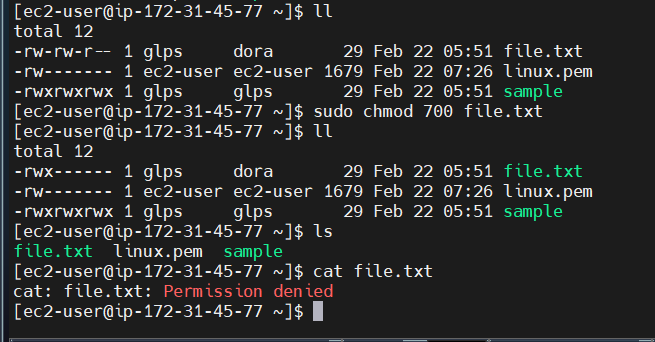 [ec2-user@ip-172-31-45-77 ~]$ ll
total 12
-rw-rw-r-- 1 glps     dora       29 Feb 22 05:51 file.txt
-rw------- 1 ec2-user ec2-user 1679 Feb 22 07:26 linux.pem
-rwxrwxrwx 1 glps     glps       29 Feb 22 05:51 sample
[ec2-user@ip-172-31-45-77 ~]$ sudo chmod 700 file.txt
[ec2-user@ip-172-31-45-77 ~]$ ll
total 12
-rwx------ 1 glps     dora       29 Feb 22 05:51 file.txt
-rw------- 1 ec2-user ec2-user 1679 Feb 22 07:26 linux.pem
-rwxrwxrwx 1 glps     glps       29 Feb 22 05:51 sample
[ec2-user@ip-172-31-45-77 ~]$ ls
file.txt  linux.pem  sample
[ec2-user@ip-172-31-45-77 ~]$ cat file.txt
cat: file.txt: Permission denied
[ec2-user@ip-172-31-45-77 ~]$